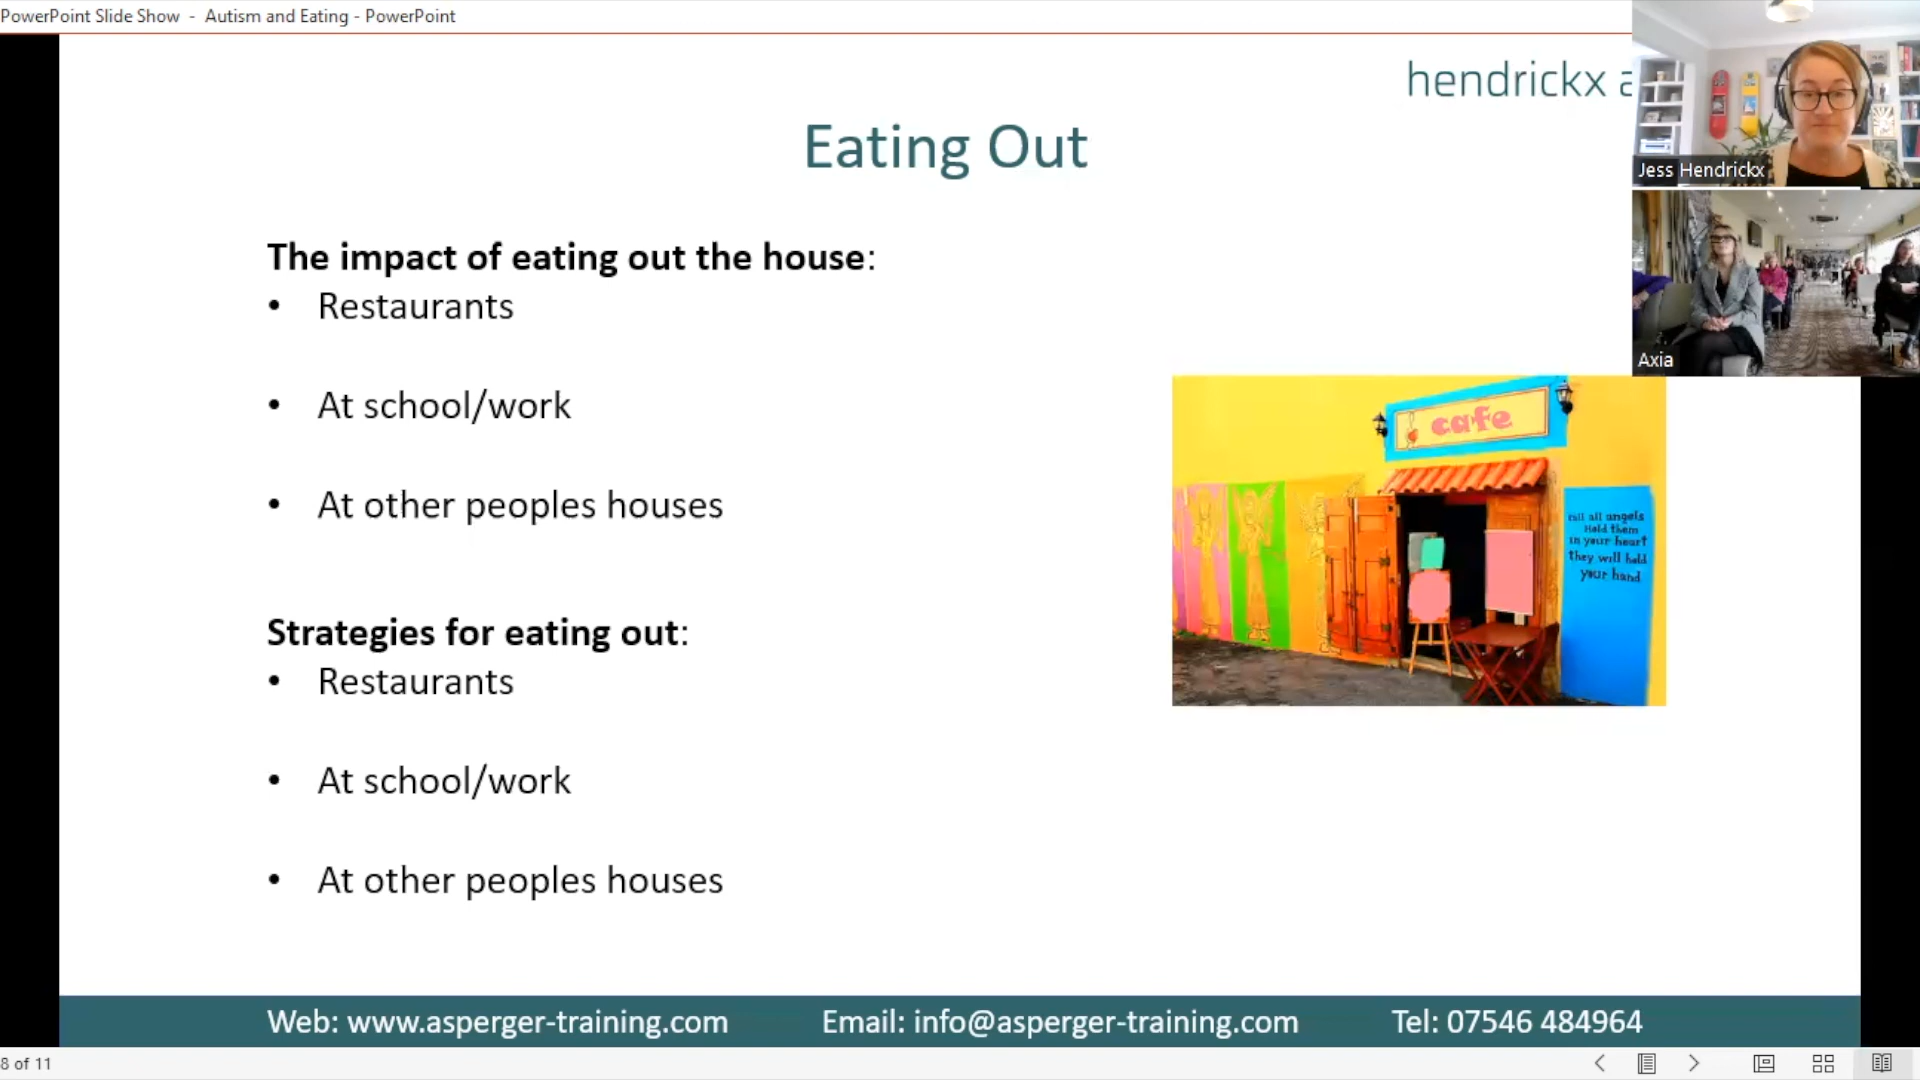 PowerPoint Slide Show - Autism and Eating - PowerPoint
hendrickx a
Eating Out
Jess Hendrickx
Axia
The impact of eating out the house:
• Restaurants
• At school/work
• At other peoples houses
cafe
call all angels
Hold them
in your heart
they will hold
your hand
Strategies for eating out:
• Restaurants
• At school/work
• At other peoples houses
Web: www.asperger-training.com Email: info@asperger-training.com Tel: 07546 484964
8 of 11